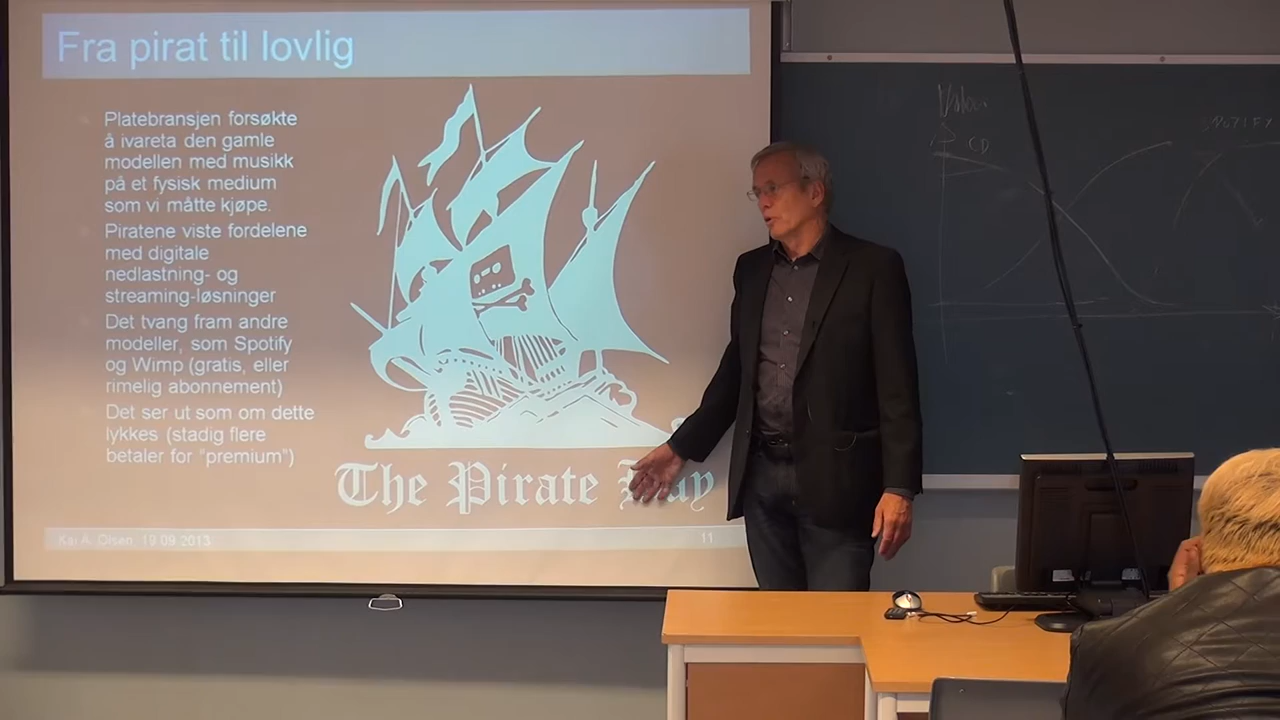 Fra pirat til lovlig
Platebransjen forsøkte
å ivareta den gamle
modellen med musikk
på et fysisk medium
som vi måtte kjøpe.
Piratene viste fordelene
med digitale
nedlastning- og
streaming-løsninger
Det tvang fram andre
modeller, som Spotify
og Wimp (gratis, eller
rimelig abonnement)
Det ser ut som om dette
lykkes (stadig flere
betaler for "premium")
The Pirate Bay
Kai A. Olsen, 19.09.2013
11
CD